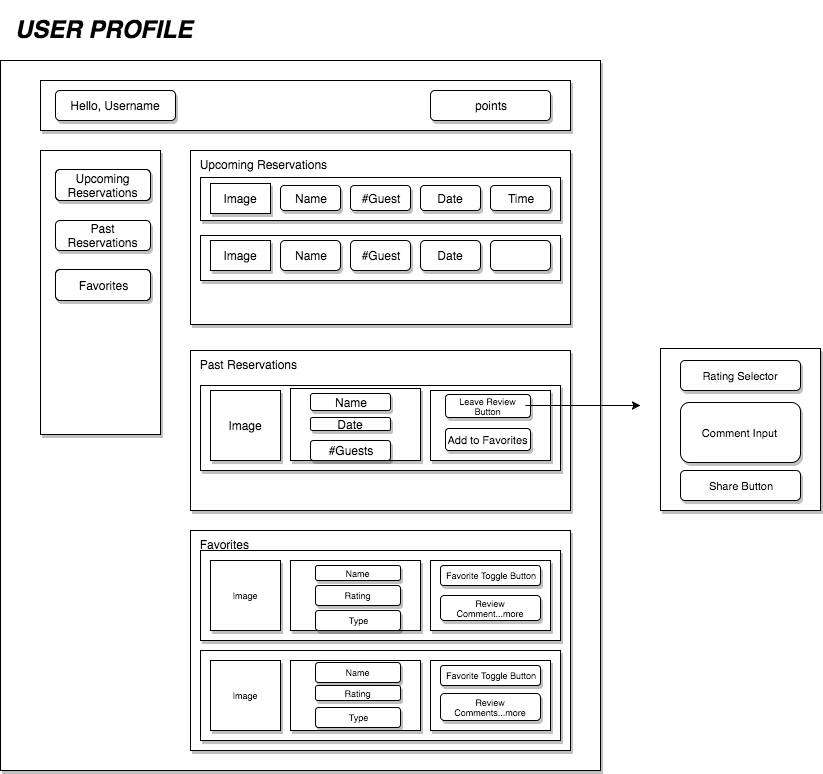 USER PROFILE
Hello, Username
points
Upcoming
Reservations
Past
Reservations
Favorites
Upcoming Reservations
Image
Name
#Guest
Date
Time
Image
Name
#Guest
Date
Past Reservations
Image
Name
Date
#Guests
Leave Review
Button
Add to Favorites
Rating Selector
Comment Input
Share Button
Favorites
Image
Name
Rating
Type
Favorite Toggle Button
Review
Comment...more
Image
Name
Rating
Type
Favorite Toggle Button
Review
Comments...more